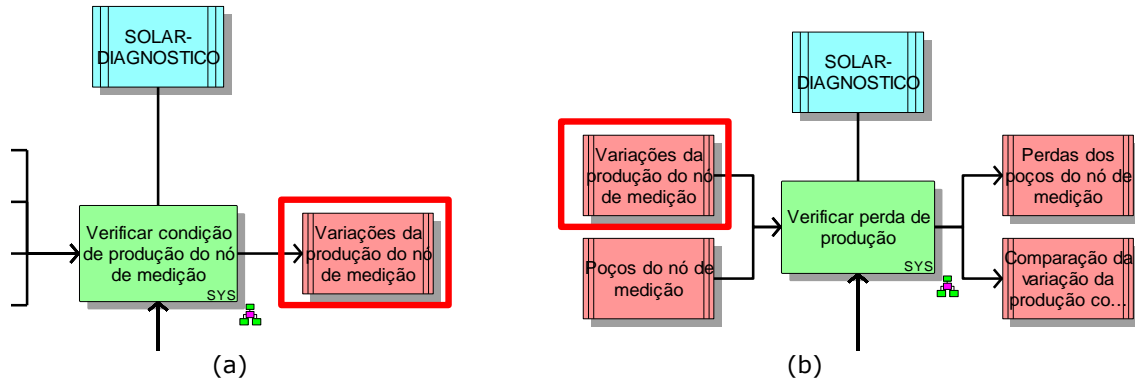 SOLAR-
DIAGNOSTICO
Verificar condição
de produção do nó
de medição
SYS
Variações da
produção do nó
de medição
(a)
SOLAR-
DIAGNOSTICO
Variações da
produção do nó
de medição
Poços do nó de
medição
Verificar perda de
produção
SYS
Perdas dos
poços do nó de
medição
Comparação da
variação da
produção co...
(b)